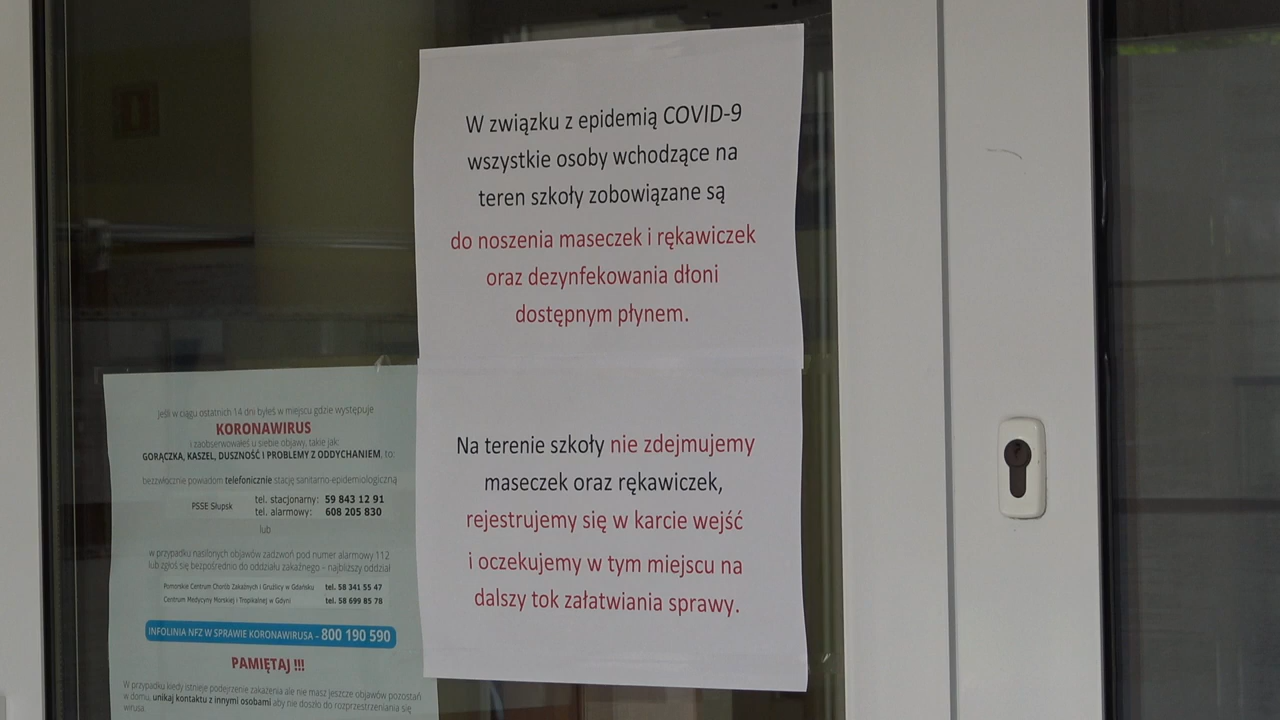 W związku z epidemią COVID-9
wszystkie osoby wchodzące na
teren szkoły zobowiązane są
do noszenia maseczek i rękawiczek
oraz dezynfekowania dłoni
dostępnym płynem.
Na terenie szkoły nie zdejmujemy
maseczek oraz rękawiczek,
rejestrujemy się w karcie wejść
i oczekujemy w tym miejscu na
dalszy tok załatwiania sprawy.
Jeśli w ciągu ostatnich 14 dni byłeś w miejscu gdzie występuje
KORONAWIRUS
i zaobserwowałeś u siebie objawy, takie jak:
GORĄCZKA, KASZEL, DUSZNOŚĆ I PROBLEMY Z ODDYCHANIEM, to:
bezzwłocznie powiadom telefonicznie stację sanitarno-epidemiologiczną
PSSE Słupsk
tel. stacjonarny: 59 843 12 91
tel. alarmowy: 608 205 830
lub
w przypadku nasilonych objawów zadzwoń pod numer alarmowy 112
lub zgłoś się bezpośrednio do oddziału zakaźnego – najbliższy oddział
Pomorskie Centrum Chorób Zakaźnych i Gruźlicy w Gdańsku tel. 58 341 55 47
Centrum Medycyny Morskiej i Tropikalnej w Gdyni tel. 58 699 85 78
INFOLINIA NFZ W SPRAWIE KORONAWIRUSA – 800 190 590
PAMIĘTAJ !!!
W przypadku kiedy istnieje podejrzenie zakażenia ale nie masz jeszcze objawów pozostań
w domu, unikaj kontaktu z innymi osobami aby nie doszło do rozprzestrzeniania się
wirusa.